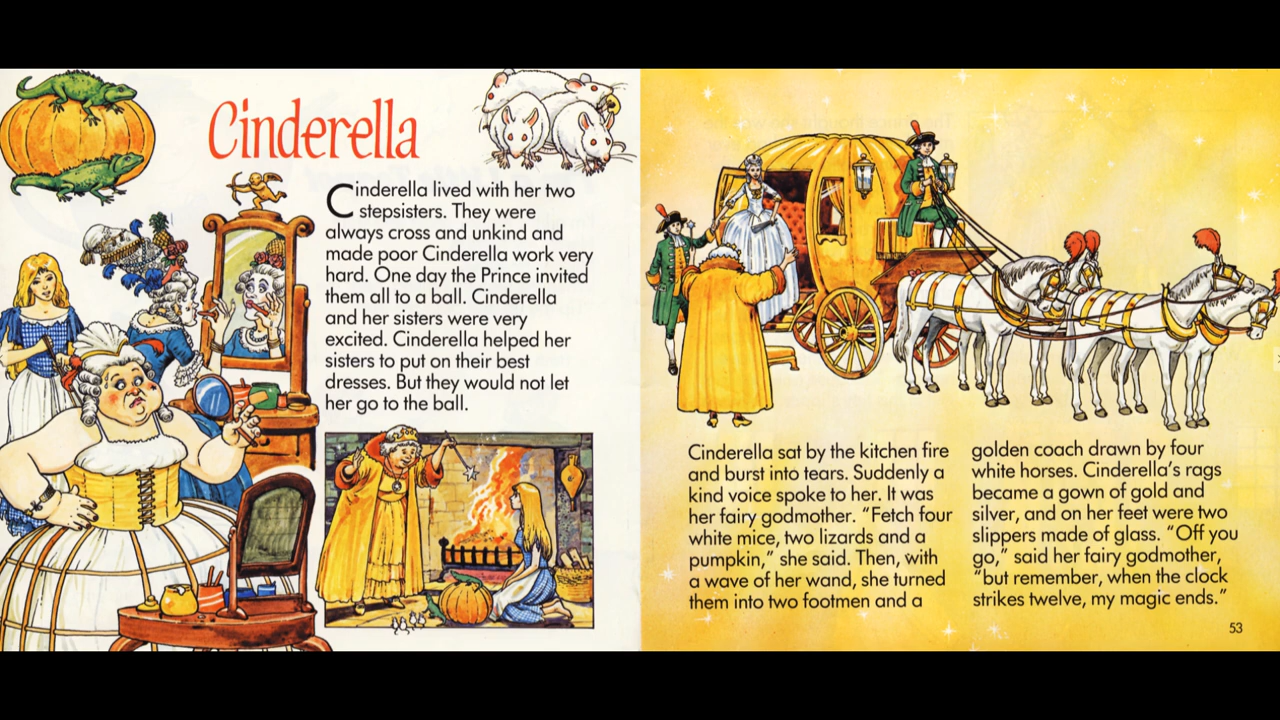 Cinderella
Cinderella lived with her two
stepsisters. They were
always cross and unkind and
made poor Cinderella work very
hard. One day the Prince invited
them all to a ball. Cinderella
and her sisters were very
excited. Cinderella helped her
sisters to put on their best
dresses. But they would not let
her go to the ball.
Cinderella sat by the kitchen fire
and burst into tears. Suddenly a
kind voice spoke to her. It was
her fairy godmother. “Fetch four
white mice, two lizards and a
pumpkin,” she said. Then, with
a wave of her wand, she turned
them into two footmen and a
golden coach drawn by four
white horses. Cinderella’s rags
became a gown of gold and
silver, and on her feet were two
slippers made of glass. “Off you
go,” said her fairy godmother,
“but remember, when the clock
strikes twelve, my magic ends.”
53